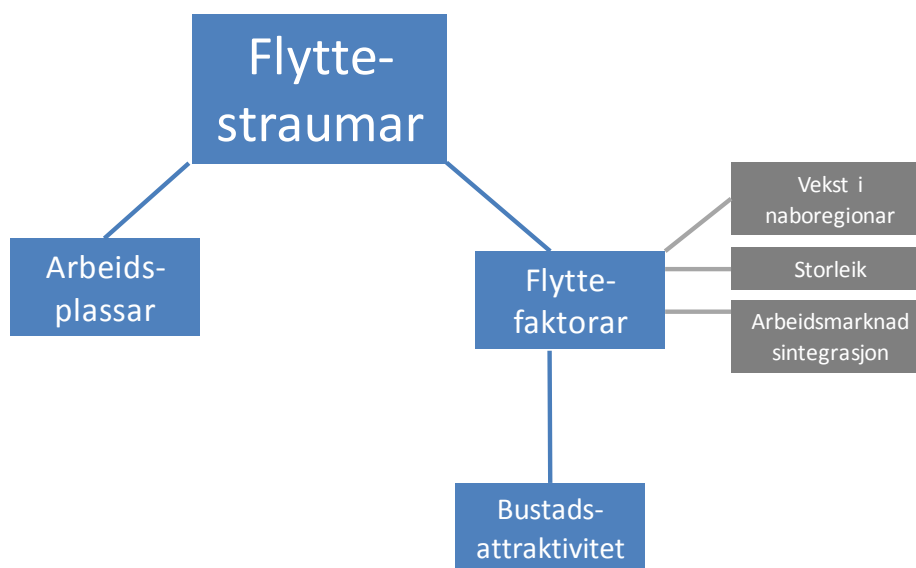 Flytte-
straumar
Arbeids-
plassar
Flytte-
faktorar
Vekst i
naboregionar
Storleik
Arbeidsmarknad
sintegrasjon
Bustads-
attraktivitet